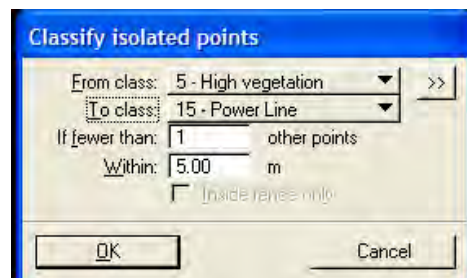 Classify isolated points
From class: 5 - High vegetation >>
To class: 15 - Power Line
If fewer than: 1 other points
Within: 5.00 m
Inside fence only
OK Cancel